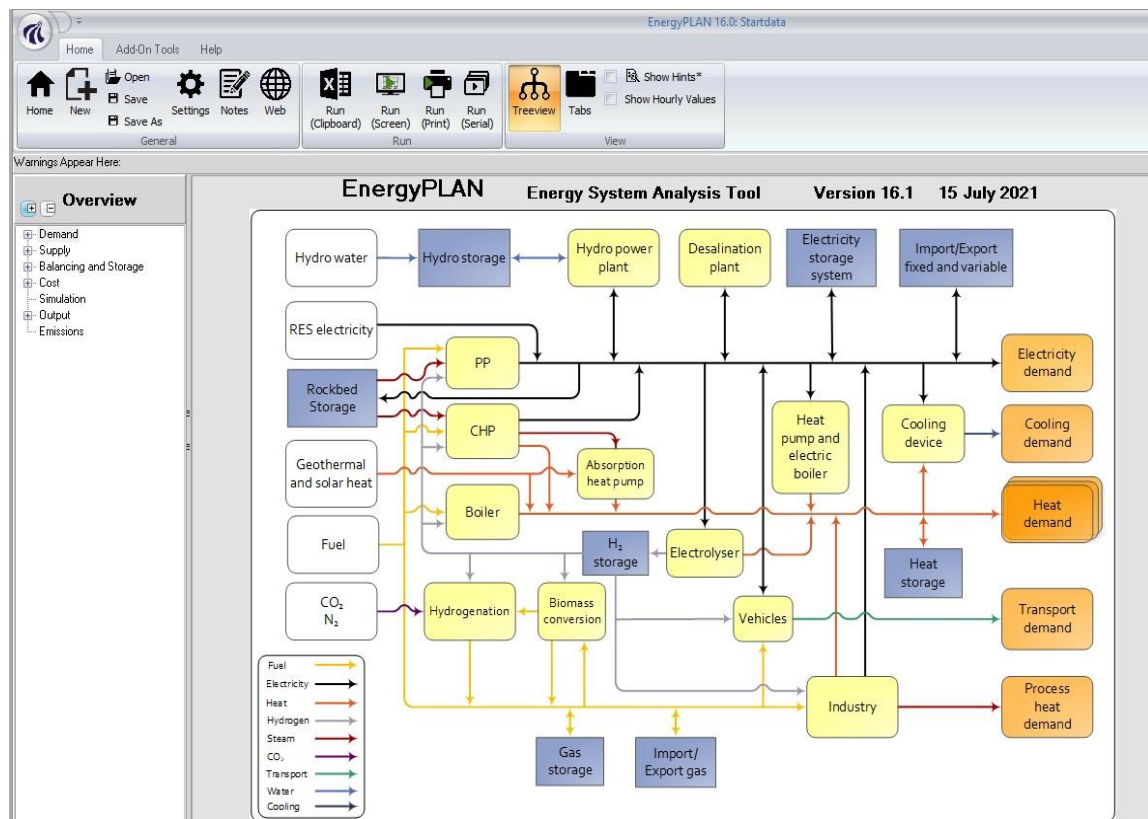 EnergyPLAN 16.0: Startdata
Home Add-On Tools Help
Home
New
Open
Save
Save As
Settings
Notes
Web
General
Run
(Clipboard)
Run
(Screen)
Run
(Print)
Run
(Serial)
Run
Treeview
Tabs
Show Hints*
Show Hourly Values
View
Warnings Appear Here:
Overview
Demand
Supply
Balancing and Storage
Cost
Simulation
Output
Emissions
EnergyPLAN Energy System Analysis Tool Version 16.1 15 July 2021
Hydro water
Hydro storage
Hydro power
plant
Desalination
plant
Electricity
storage
system
Import/Export
fixed and variable
RES electricity
PP
Electricity
demand
Rockbed
Storage
CHP
Heat
pump and
electric
boiler
Cooling
device
Cooling
demand
Geothermal
and solar heat
Absorption
heat pump
Boiler
Heat
demand
Fuel
H₂
storage
Electrolyser
Heat
storage
CO₂
N₂
Hydrogenation
Biomass
conversion
Vehicles
Transport
demand
Fuel
Electricity
Heat
Hydrogen
Steam
CO₂
Transport
Water
Cooling
Industry
Process
heat
demand
Gas
storage
Import/
Export gas